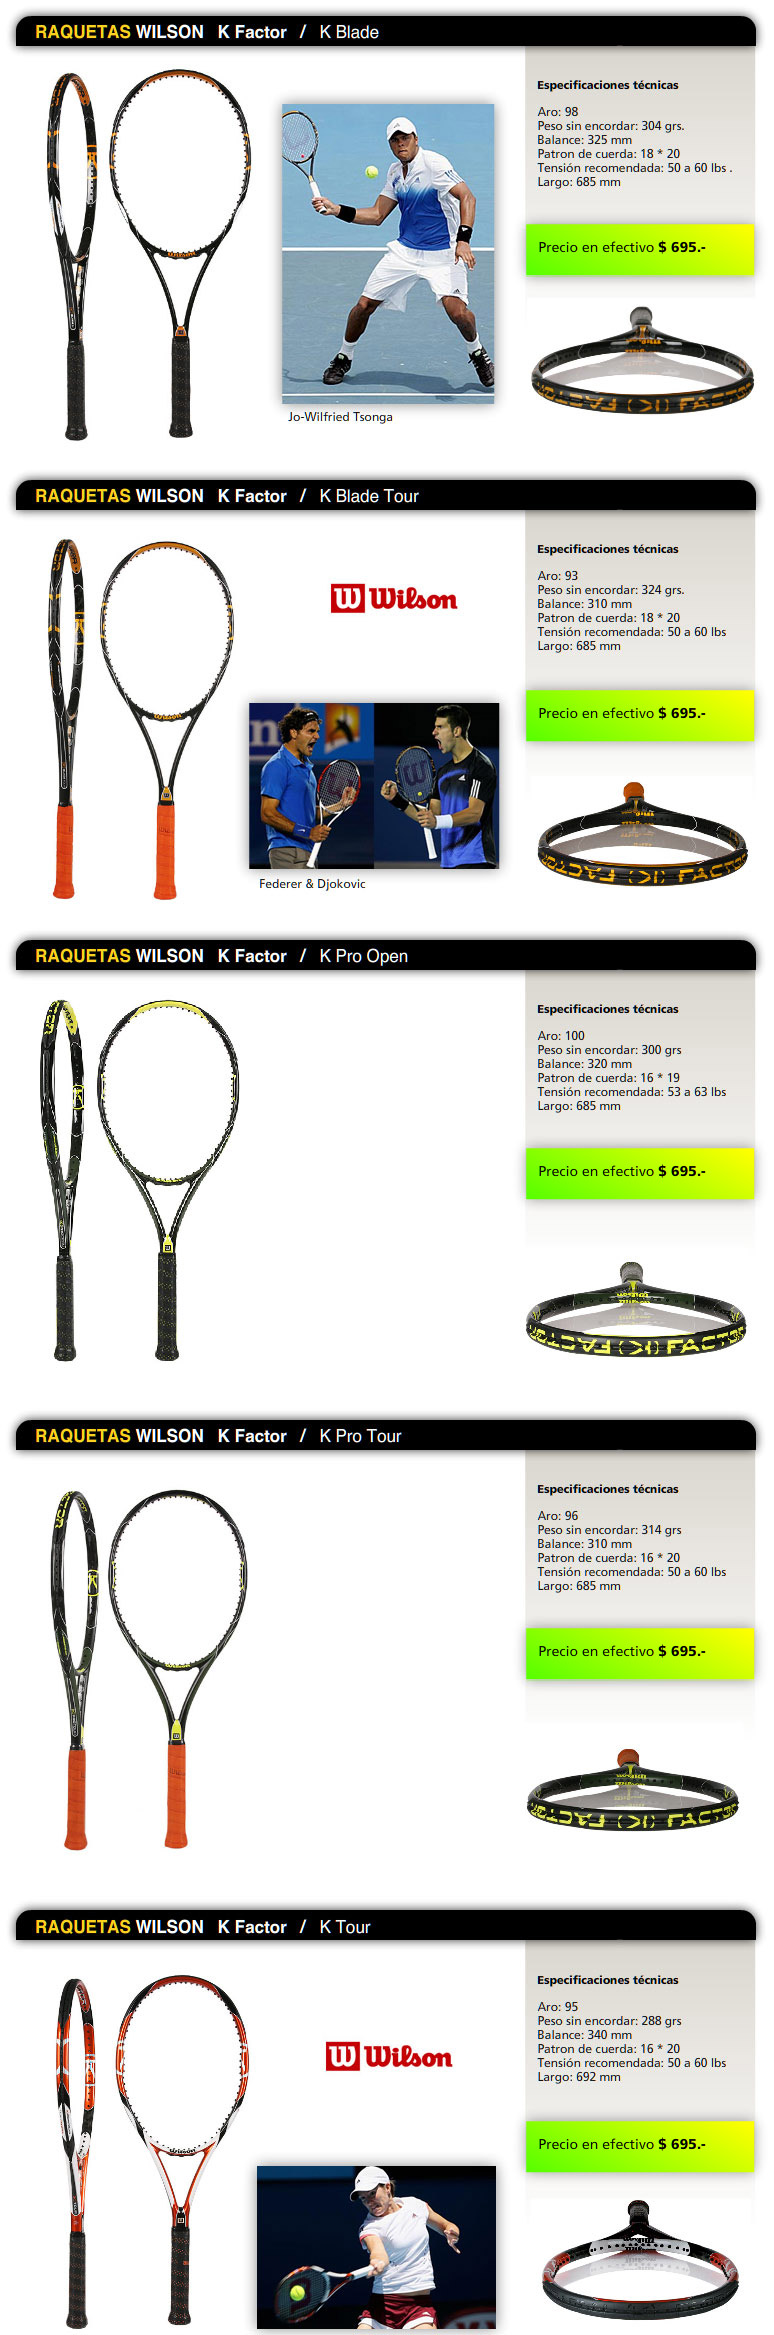 RAQUETAS WILSON K Factor / K Blade
Especificaciones técnicas
Aro: 98
Peso sin encordar: 304 grs.
Balance: 325 mm
Patron de cuerda: 18 * 20
Tensión recomendada: 50 a 60 lbs .
Largo: 685 mm
Precio en efectivo $ 695.-
Jo-Wilfried Tsonga
FACTOR (K) FACTOR
RAQUETAS WILSON K Factor / K Blade Tour
Especificaciones técnicas
Aro: 93
Peso sin encordar: 324 grs.
Balance: 310 mm
Patron de cuerda: 18 * 20
Tensión recomendada: 50 a 60 lbs
Largo: 685 mm
W Wilson
Precio en efectivo $ 695.-
Federer & Djokovic
FACTOR (K) FACTOR
RAQUETAS WILSON K Factor / K Pro Open
Especificaciones técnicas
Aro: 100
Peso sin encordar: 300 grs
Balance: 320 mm
Patron de cuerda: 16 * 19
Tensión recomendada: 53 a 63 lbs
Largo: 685 mm
Precio en efectivo $ 695.-
FACTOR (K) FACTOR
RAQUETAS WILSON K Factor / K Pro Tour
Especificaciones técnicas
Aro: 96
Peso sin encordar: 314 grs
Balance: 310 mm
Patron de cuerda: 16 * 20
Tensión recomendada: 50 a 60 lbs
Largo: 685 mm
Precio en efectivo $ 695.-
FACTOR (K) FACTOR
RAQUETAS WILSON K Factor / K Tour
Especificaciones técnicas
Aro: 95
Peso sin encordar: 288 grs
Balance: 340 mm
Patron de cuerda: 16 * 20
Tensión recomendada: 50 a 60 lbs
Largo: 692 mm
W Wilson
Precio en efectivo $ 695.-